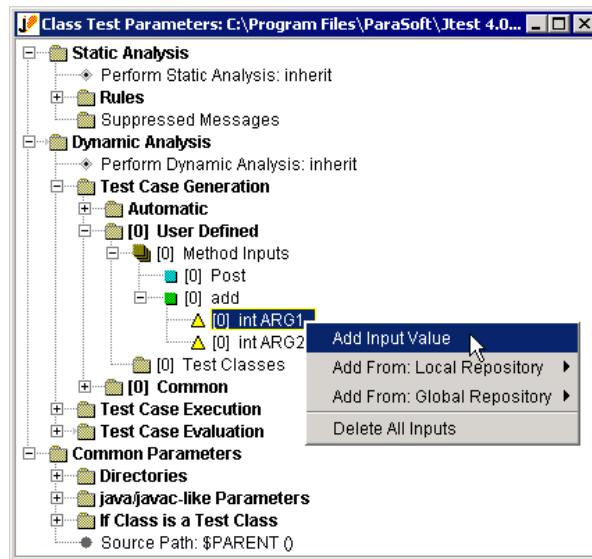 Class Test Parameters: C:\Program Files\ParaSoft\Jtest 4.0...
Static Analysis
Perform Static Analysis: inherit
Rules
Suppressed Messages
Dynamic Analysis
Perform Dynamic Analysis: inherit
Test Case Generation
Automatic
[0] User Defined
[0] Method Inputs
[0] Post
[0] add
[0] int ARG1
[0] int ARG2
Add Input Value
Add From: Local Repository
Add From: Global Repository
Delete All Inputs
[0] Test Classes
[0] Common
Test Case Execution
Test Case Evaluation
Common Parameters
Directories
java/javac-like Parameters
If Class is a Test Class
Source Path: $PARENT ()